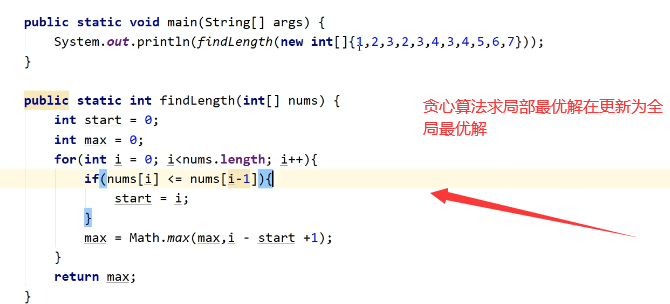 public static void main(String[] args) {
    System.out.println(findLength(new int[]{1,2,3,2,3,4,3,4,5,6,7}));
}
public static int findLength(int[] nums) {
    int start = 0;
    int max = 0;
    for(int i = 0; i<nums.length; i++){
        if(nums[i] <= nums[i-1]){
            start = i;
        }
        max = Math.max(max,i - start +1);
    }
    return max;
}
贪心算法求局部最优解在更新为全
局最优解